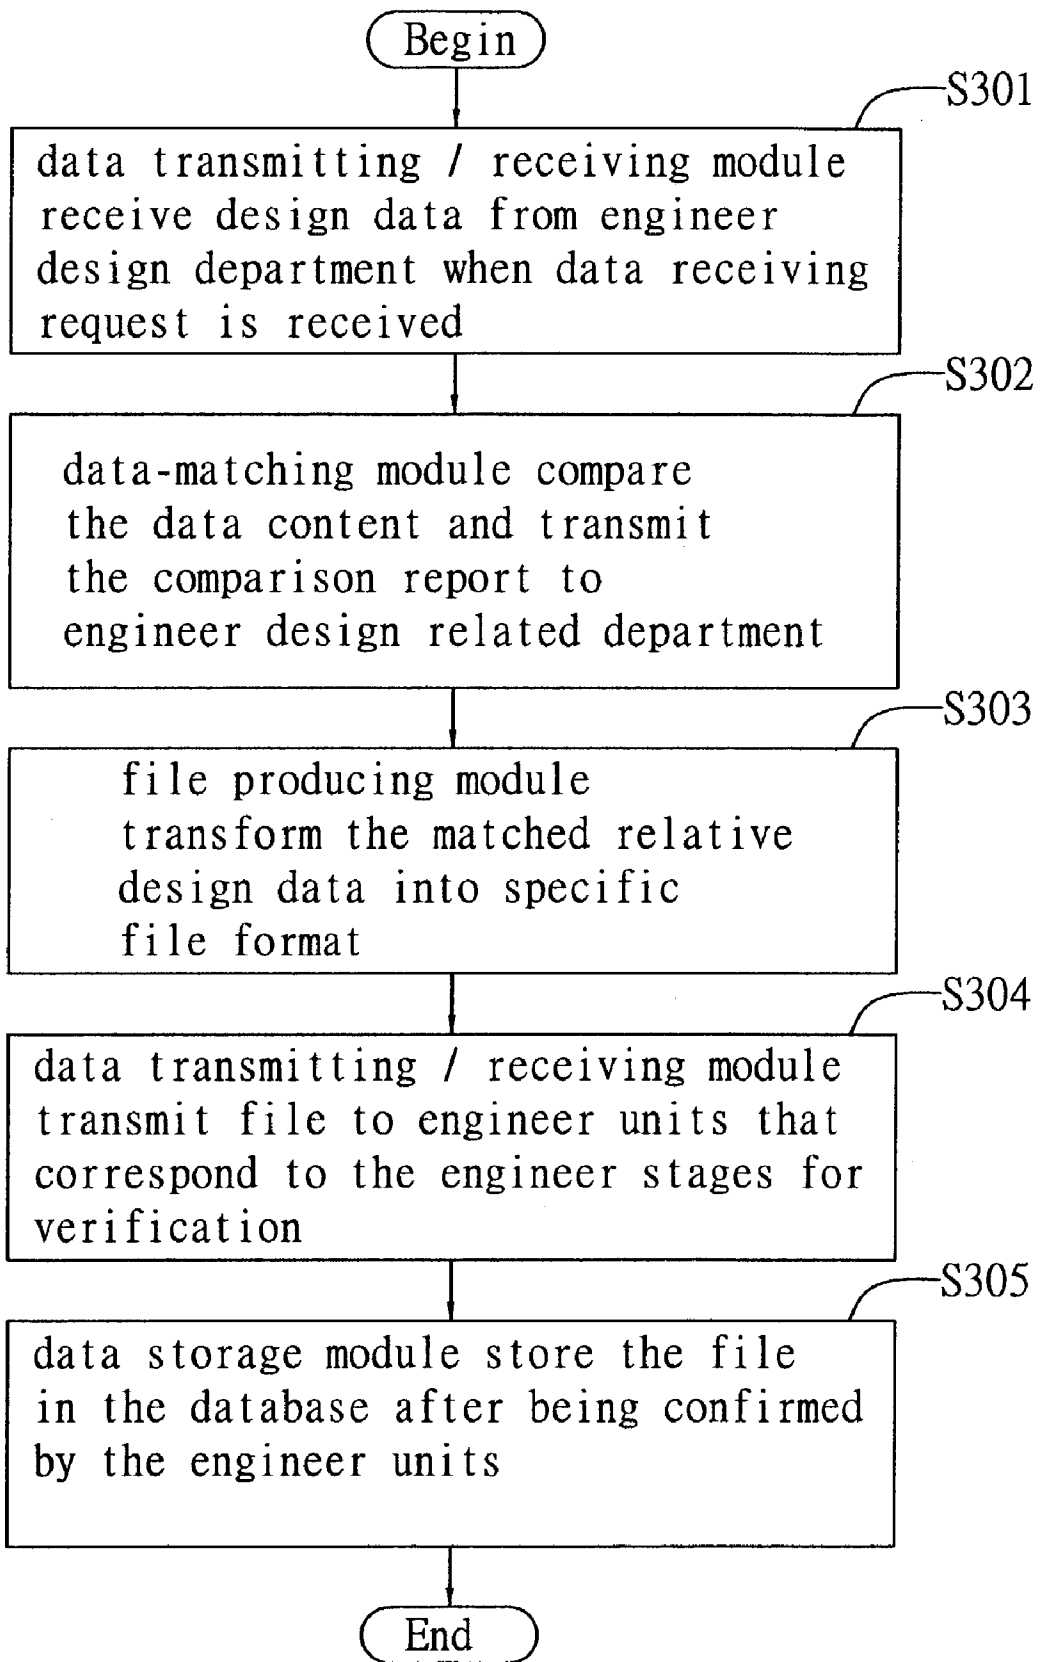 Begin
S301
data transmitting / receiving module
receive design data from engineer
design department when data receiving
request is received
S302
data-matching module compare
the data content and transmit
the comparison report to
engineer design related department
S303
file producing module
transform the matched relative
design data into specific
file format
S304
data transmitting / receiving module
transmit file to engineer units that
correspond to the engineer stages for
verification
S305
data storage module store the file
in the database after being confirmed
by the engineer units
End